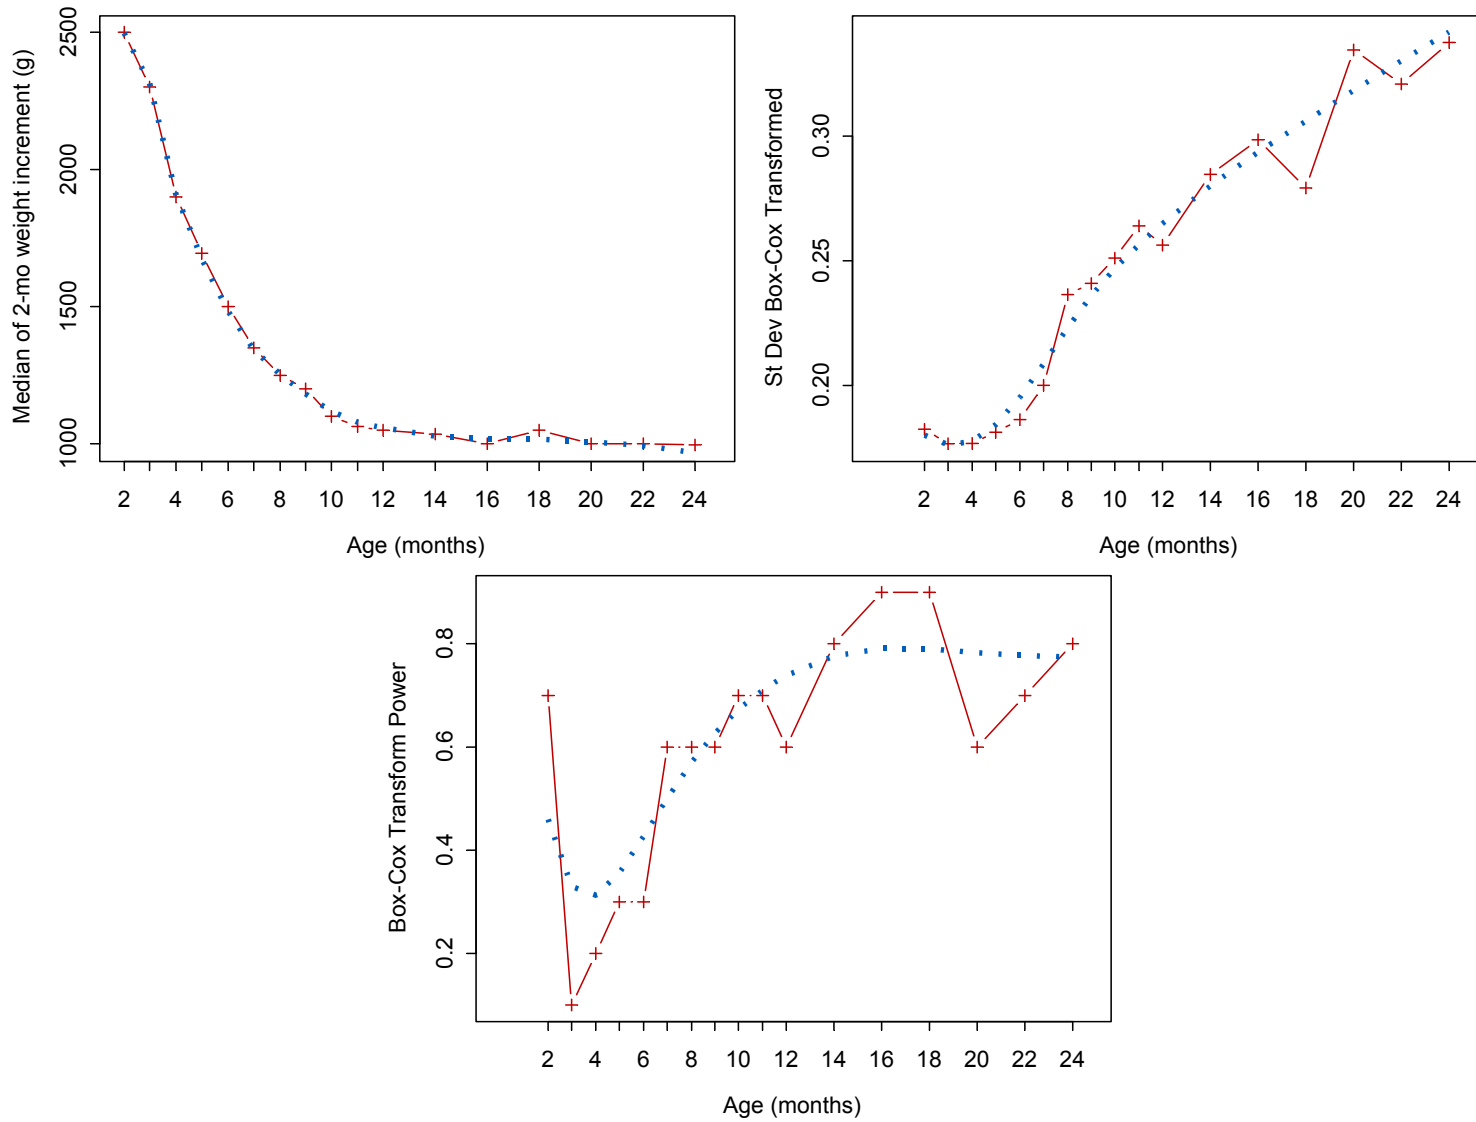 Median of 2-mo weight increment (g)
2500
2000
1500
1000
2 4 6 8 10 12 14 16 18 20 22 24
Age (months)
St Dev Box-Cox Transformed
0.30
0.25
0.20
2 4 6 8 10 12 14 16 18 20 22 24
Age (months)
Box-Cox Transform Power
0.8
0.6
0.4
0.2
2 4 6 8 10 12 14 16 18 20 22 24
Age (months)